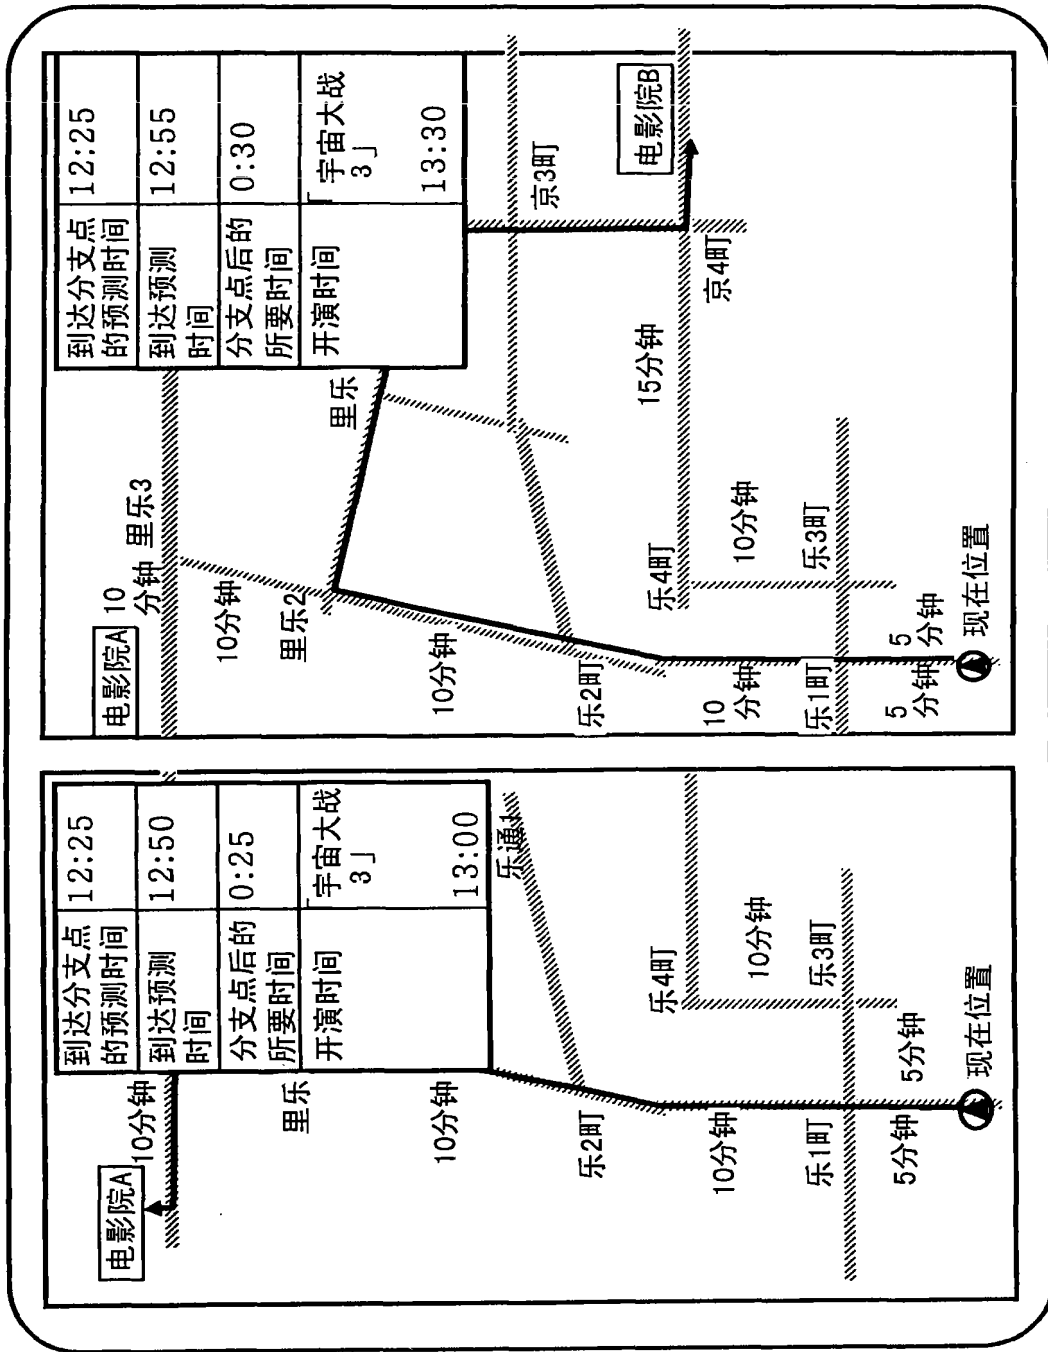 电影院A
10分钟
到达分支点
的预测时间
12:25
到达预测
时间
12:50
分支点后的
所要时间
0:25
开演时间
「宇宙大战
3」
13:00
里乐
10分钟
乐通1
乐2町
乐4町
10分钟
10分钟
乐1町
乐3町
5分钟
5分钟
现在位置
电影院A
10
分钟
里乐3
到达分支点
的预测时间
12:25
到达预测
时间
12:55
分支点后的
所要时间
0:30
开演时间
「宇宙大战
3」
13:30
10分钟
里乐2
里乐
10分钟
京3町
电影院B
乐2町
乐4町
15分钟
京4町
10
分钟
10分钟
乐1町
乐3町
5
分钟
5
分钟
现在位置